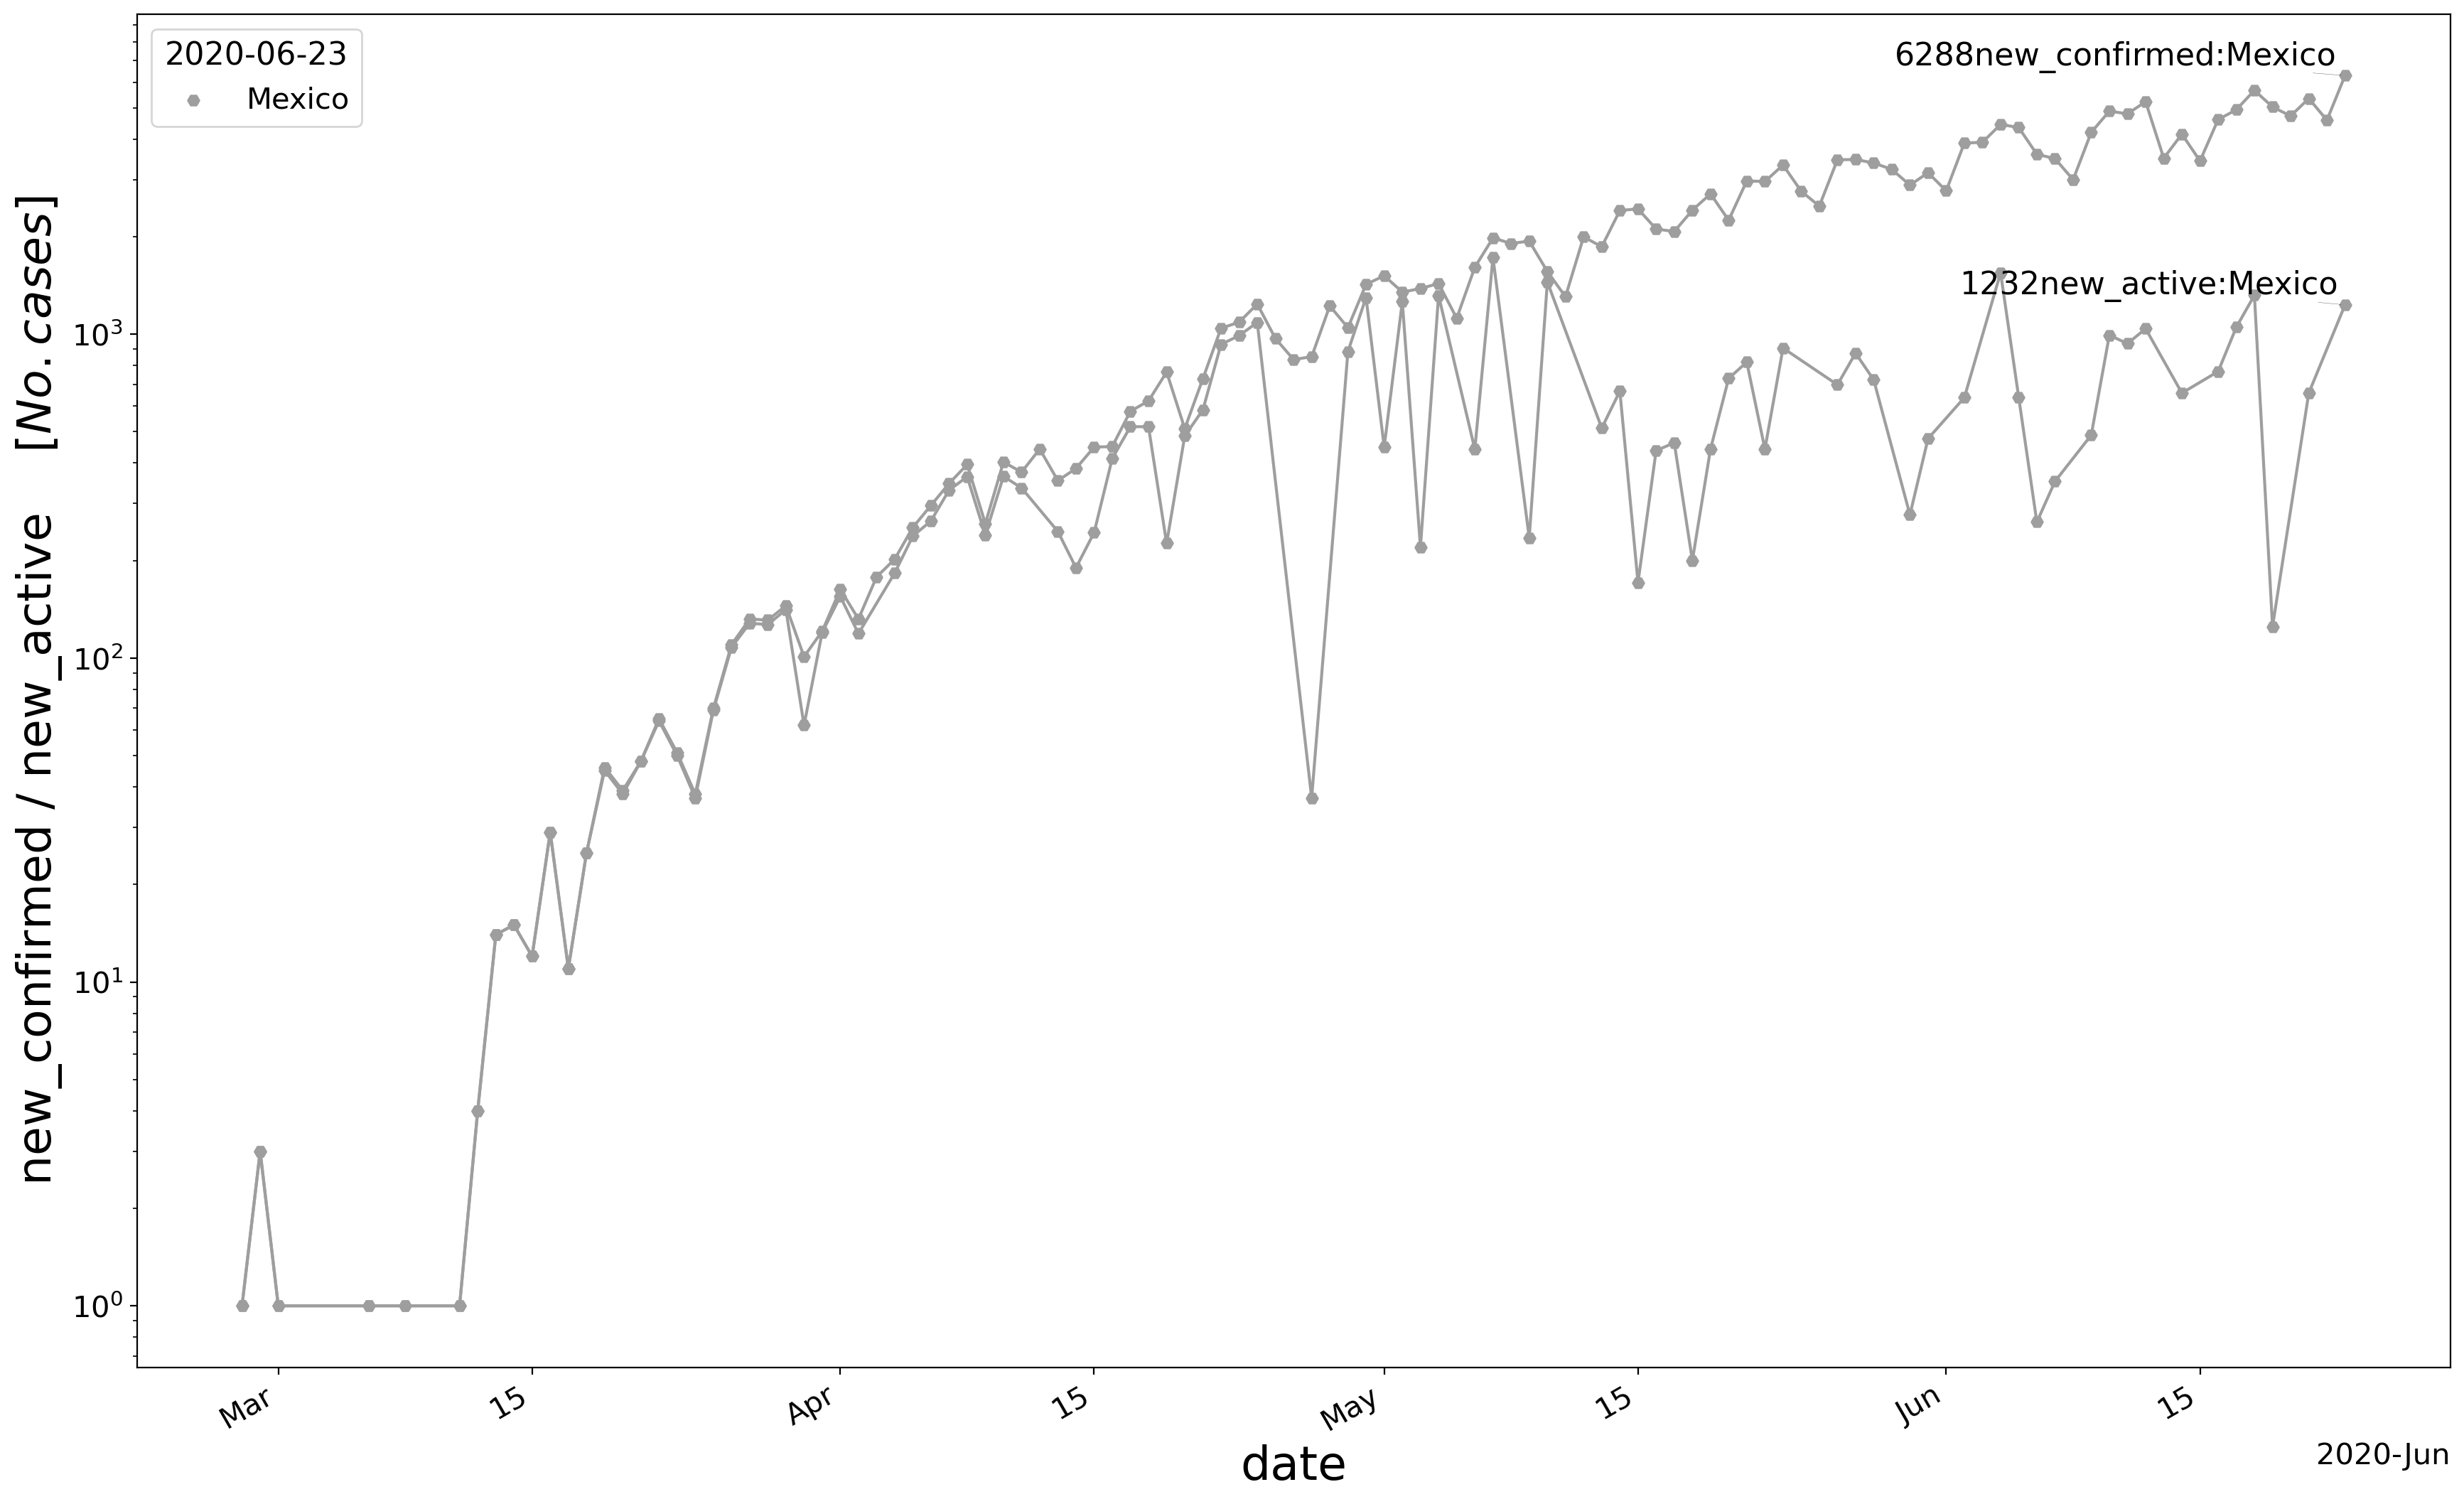 2020-06-23
Mexico
6288new_confirmed:Mexico
1232new_active:Mexico
new_confirmed / new_active [No. cases]
10³
10²
10¹
10⁰
Mar
15
Apr
15
May
15
Jun
15
date
2020-Jun